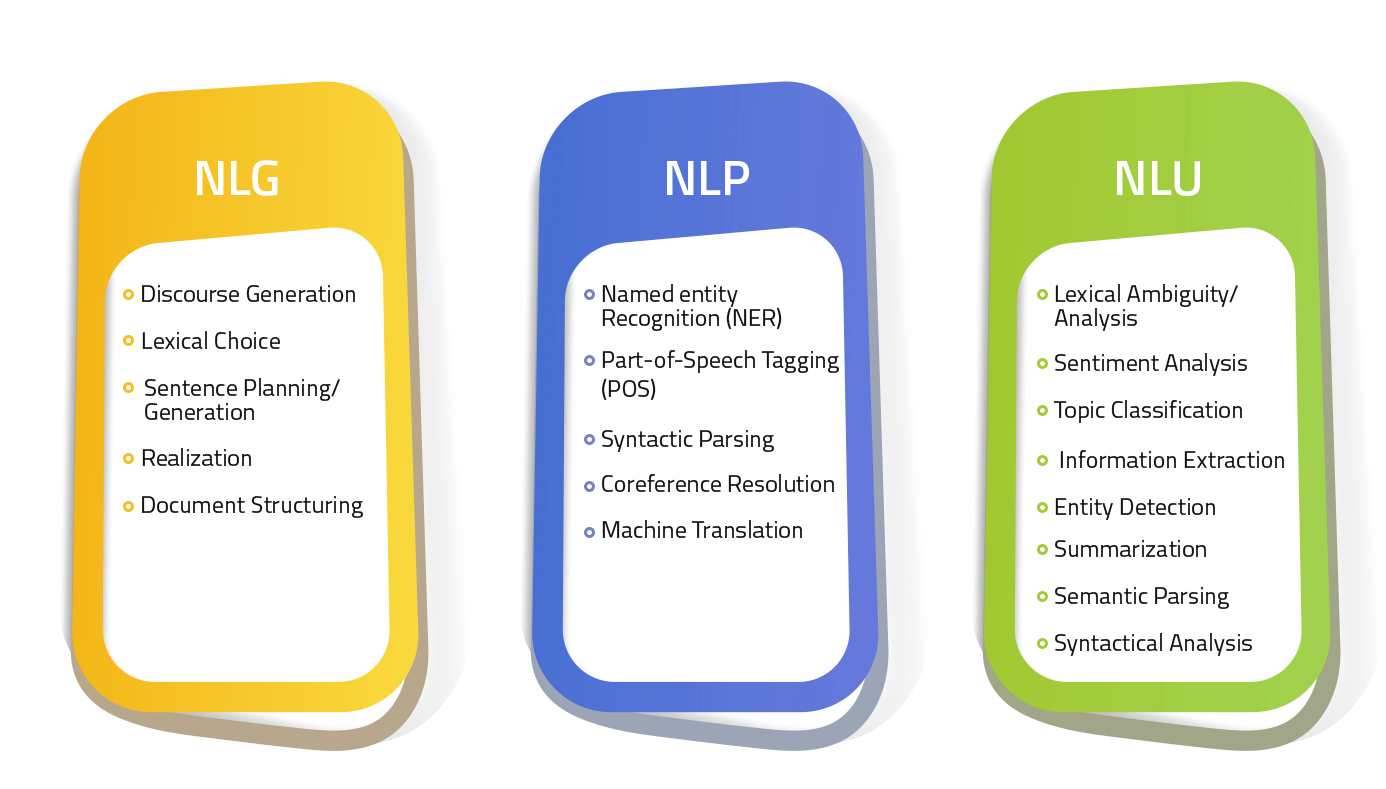 NLG
Discourse Generation
Lexical Choice
Sentence Planning/
Generation
Realization
Document Structuring
NLP
Named entity
Recognition (NER)
Part-of-Speech Tagging
(POS)
Syntactic Parsing
Coreference Resolution
Machine Translation
NLU
Lexical Ambiguity/
Analysis
Sentiment Analysis
Topic Classification
Information Extraction
Entity Detection
Summarization
Semantic Parsing
Syntactical Analysis